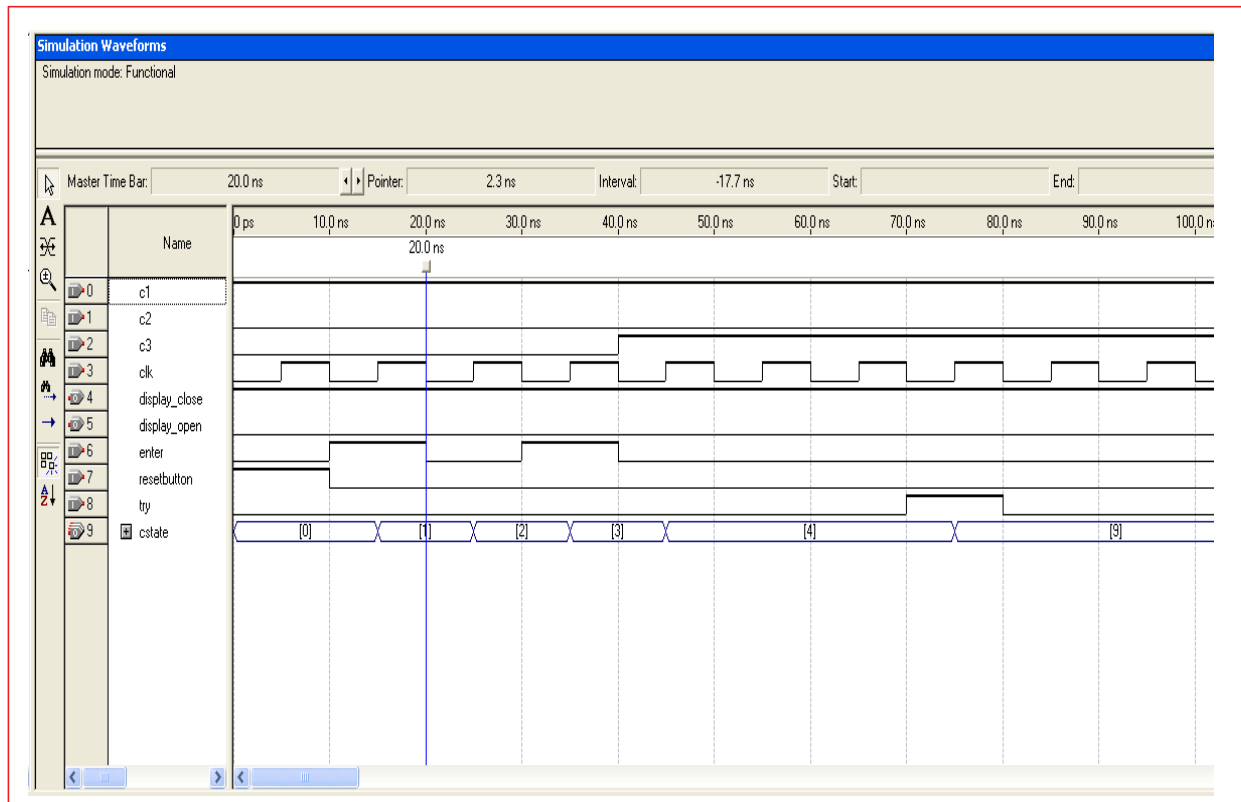 Simulation Waveforms
Simulation mode: Functional
Master Time Bar: 20.0 ns Pointer: 2.3 ns Interval: -17.7 ns Start: End:
A
Name
0 ps 10.0 ns 20.0 ns 30.0 ns 40.0 ns 50.0 ns 60.0 ns 70.0 ns 80.0 ns 90.0 ns 100.0 n
20.0 ns
0 c1
1 c2
2 c3
3 clk
4 display_close
5 display_open
6 enter
7 resetbutton
8 try
9 cstate [0] [1] [2] [3] [4] [9]